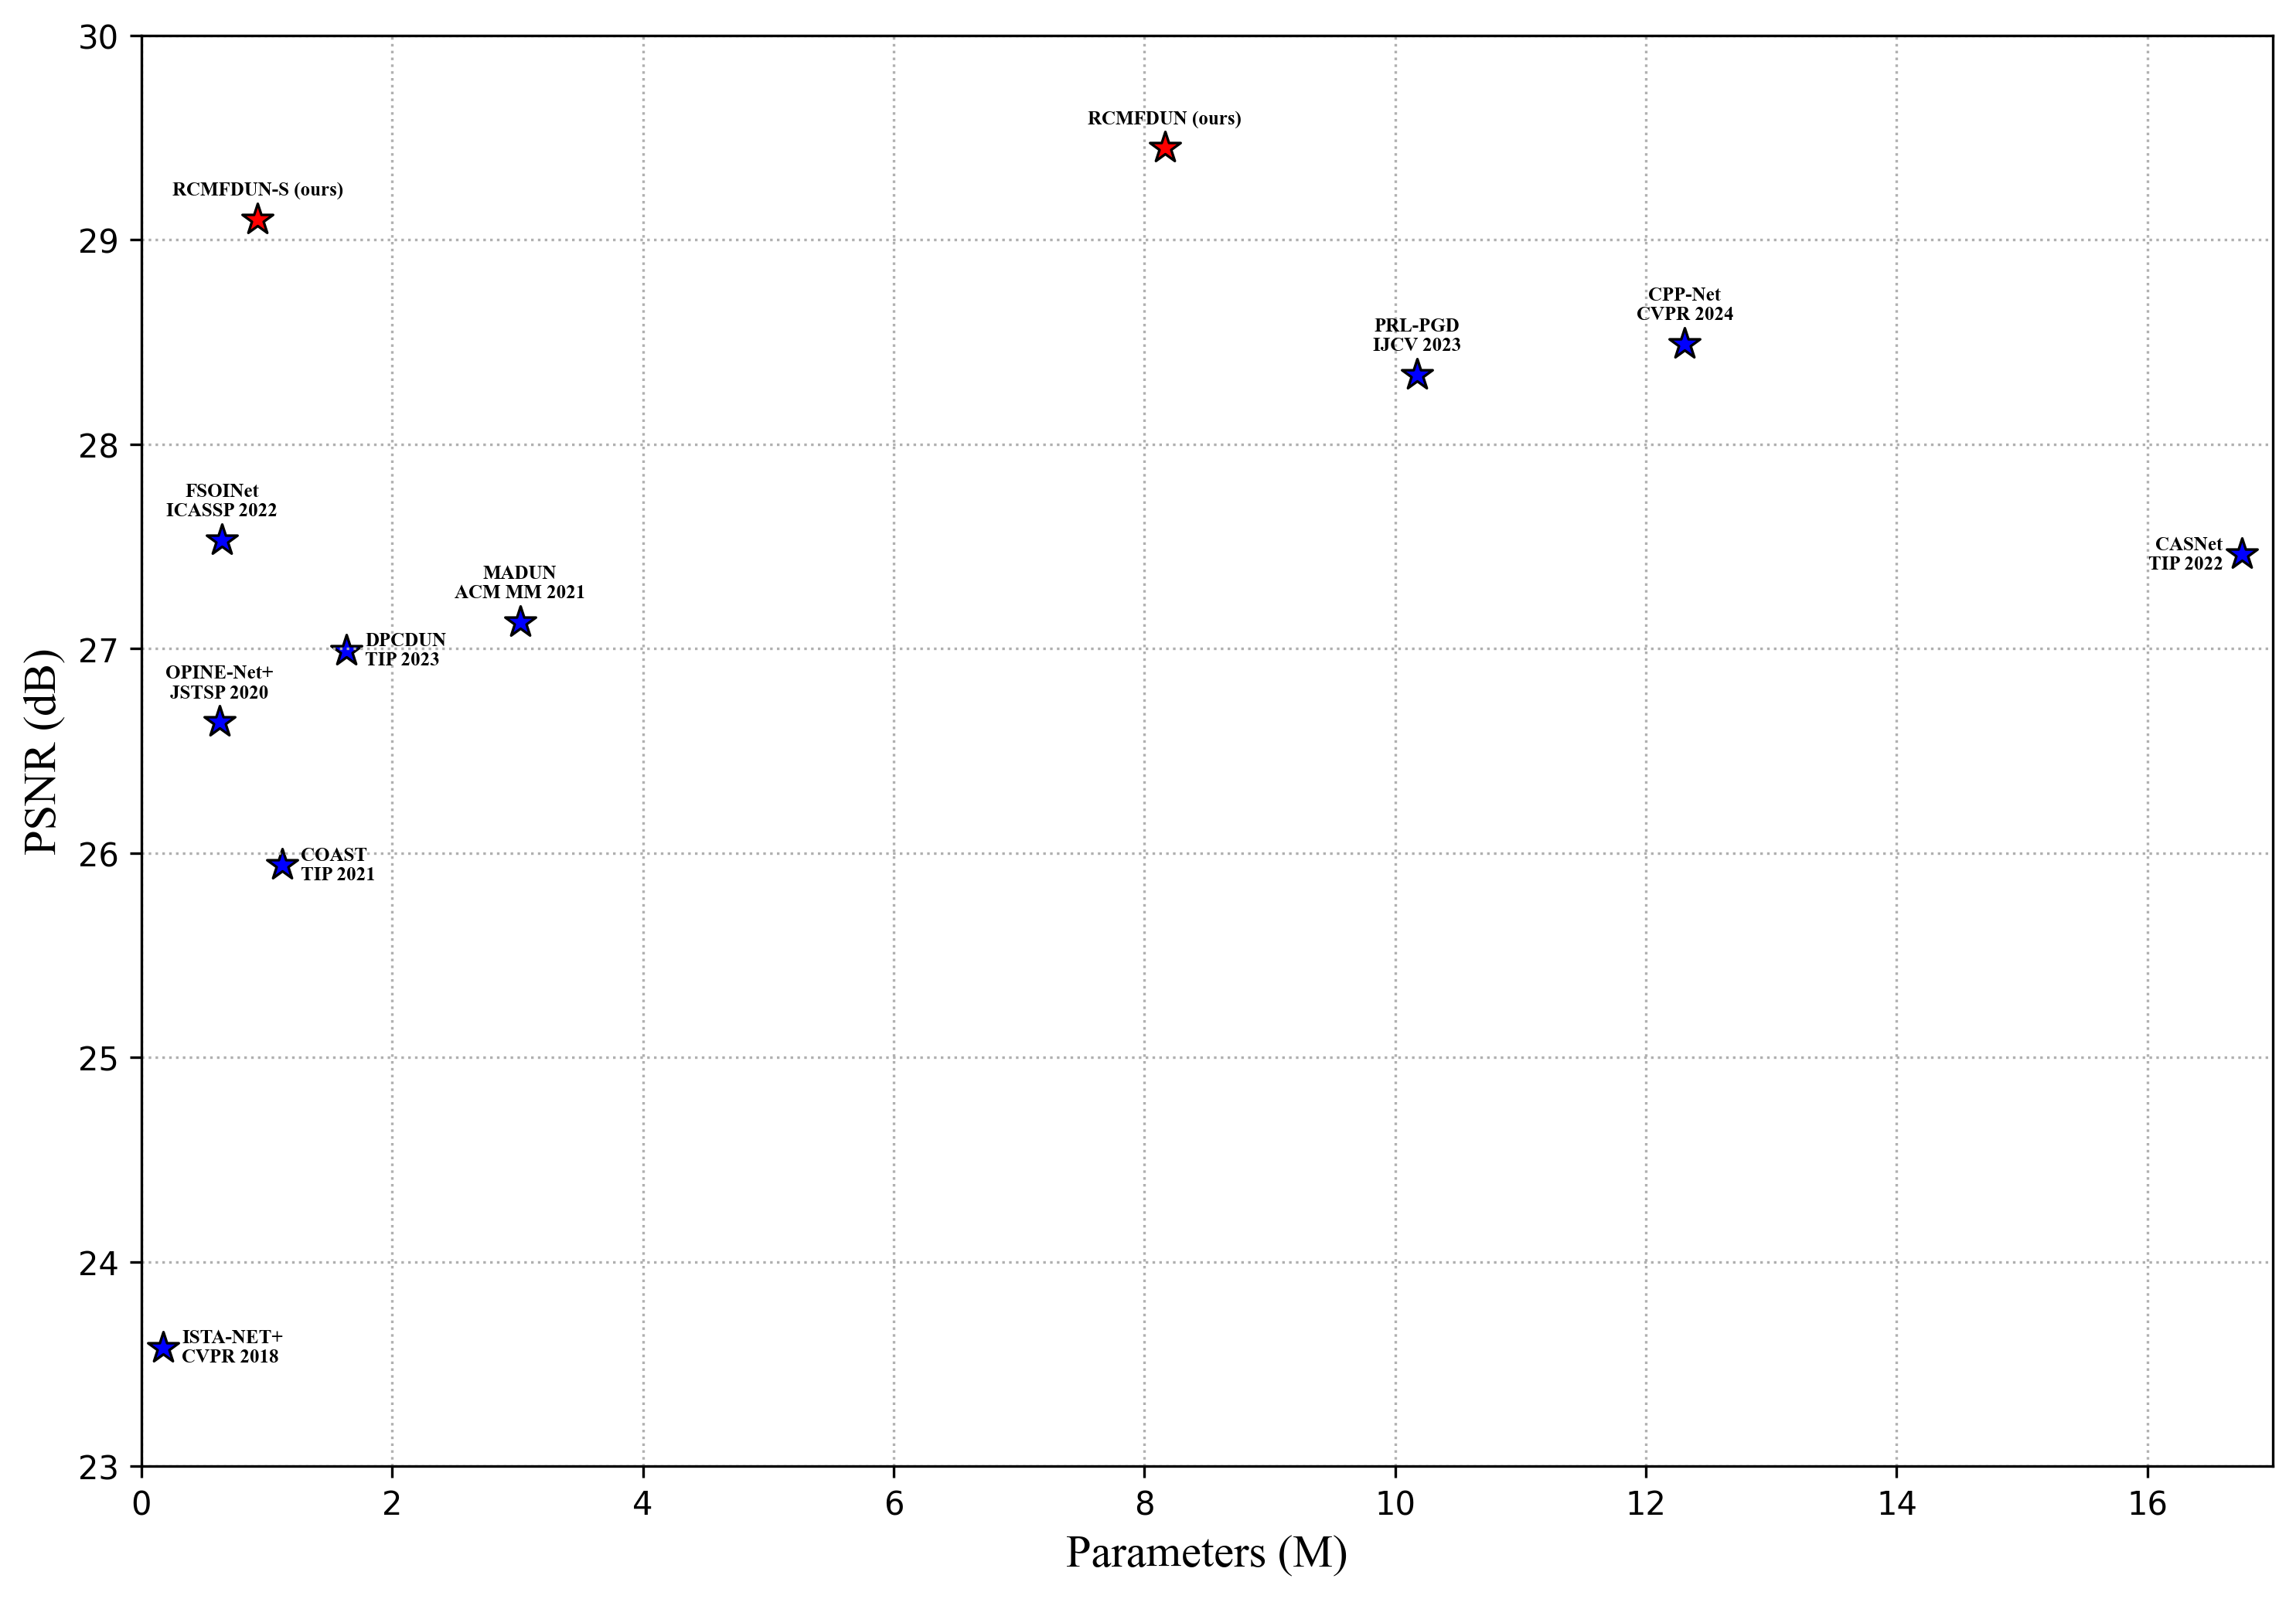 30
29
28
27
26
25
24
23
PSNR (dB)
RCMFDUN (ours)
RCMFDUN-S (ours)
CPP-Net
CVPR 2024
PRL-PGD
IJCV 2023
FSOINet
ICASSP 2022
CASNet
TIP 2022
MADUN
ACM MM 2021
DPCDUN
TIP 2023
OPINE-Net+
JSTSP 2020
COAST
TIP 2021
ISTA-NET+
CVPR 2018
0 2 4 6 8 10 12 14 16
Parameters (M)